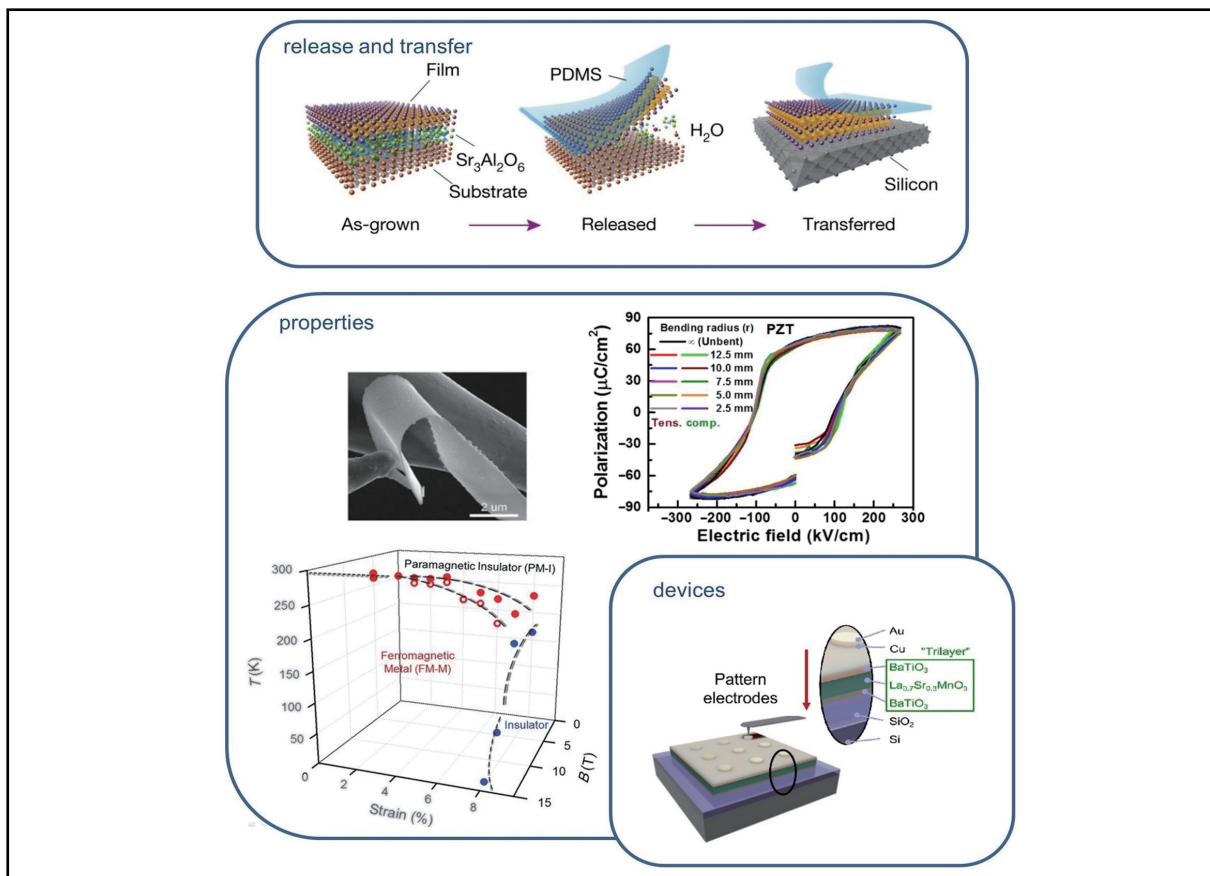 release and transfer
Film
PDMS
H₂O
Sr₃Al₂O₆
Substrate
Silicon
As-grown
Released
Transferred
properties
2 um
Bending radius (r)
PZT
∞ (Unbent)
12.5 mm
10.0 mm
7.5 mm
5.0 mm
2.5 mm
Tens. comp.
Polarization (μC/cm²)
90
60
30
0
−30
−60
−90
−300 −200 −100 0 100 200 300
Electric field (kV/cm)
Paramagnetic Insulator (PM-I)
Ferromagnetic
Metal (FM-M)
Insulator
T(K)
300
250
200
150
100
50
0 2 4 6 8
Strain (%)
0
5
10
15
B(T)
devices
Pattern
electrodes
Au
Cu
"Trilayer"
BaTiO₃
La₀.₇Sr₀.₃MnO₃
BaTiO₃
SiO₂
Si